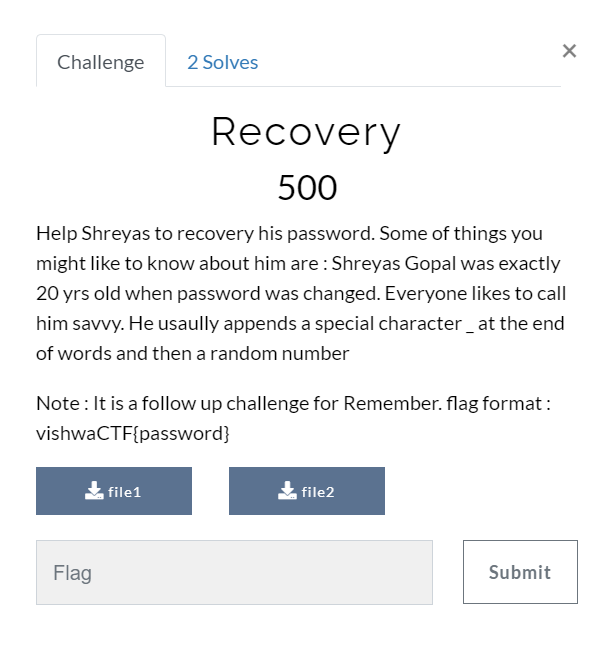 Challenge
2 Solves
×
Recovery
500
Help Shreyas to recovery his password. Some of things you
might like to know about him are : Shreyas Gopal was exactly
20 yrs old when password was changed. Everyone likes to call
him savvy. He usaully appends a special character _ at the end
of words and then a random number
Note : It is a follow up challenge for Remember. flag format :
vishwaCTF{password}
file1
file2
Flag
Submit